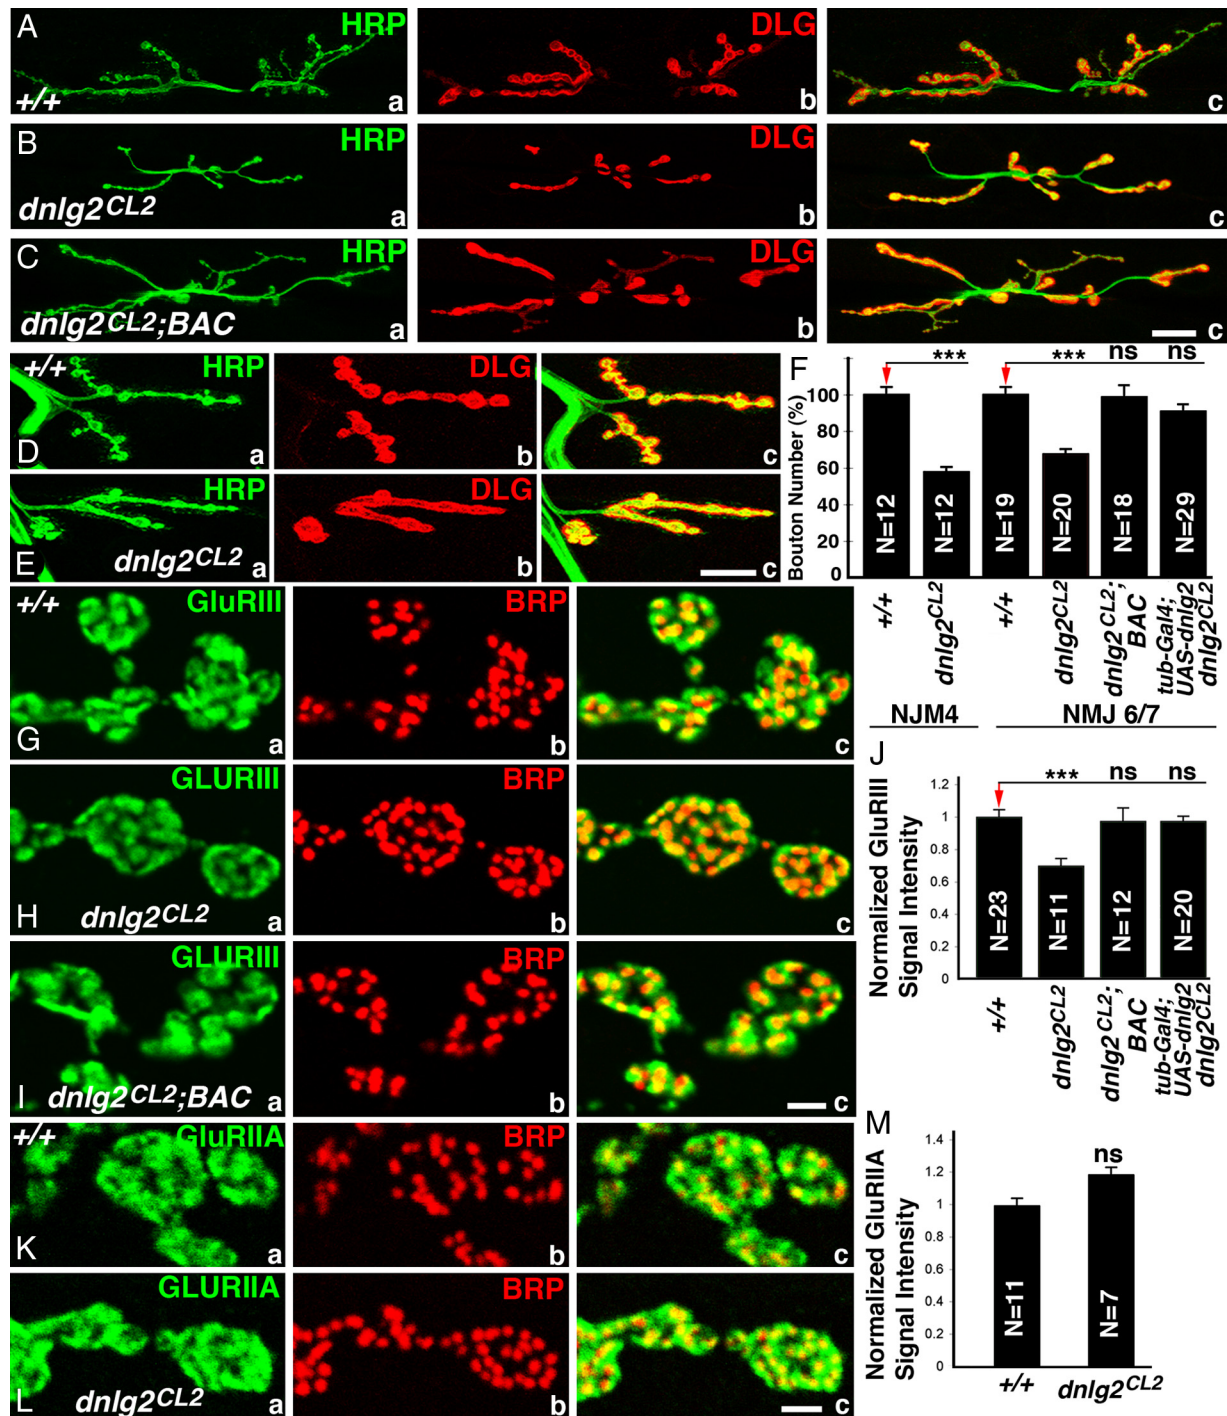 A HRP DLG
+/+ a b c
B HRP DLG
dnlg2CL2 a b c
C HRP DLG
dnlg2CL2;BAC a b c
D +/+ HRP DLG
a b c
E HRP DLG
dnlg2CL2 a b c
F
*** *** ns ns
Bouton Number (%)
100
80
60
40
20
0
N=12 N=12 N=19 N=20 N=18 N=29
+/+
dnlg2CL2
+/+
dnlg2CL2
dnlg2CL2;
BAC
tub-Gal4;
UAS-dnlg2
dnlg2CL2
NJM4 NMJ 6/7
G +/+ GluRIII BRP
a b c
H GLURIII BRP
dnlg2CL2 a b c
I GLURIII BRP
dnlg2CL2;BAC a b c
J
*** ns ns
Normalized GluRIII
Signal Intensity
1.2
1
0.8
0.6
0.4
0.2
0
N=23 N=11 N=12 N=20
+/+
dnlg2CL2
dnlg2CL2;
BAC
tub-Gal4;
UAS-dnlg2
dnlg2CL2
K +/+ GluRIIA BRP
a b c
L GLURIIA BRP
dnlg2CL2 a b c
M
ns
Normalized GluRIIA
Signal Intensity
1.4
1.2
1
0.8
0.6
0.4
0.2
0
N=11 N=7
+/+ dnlg2CL2